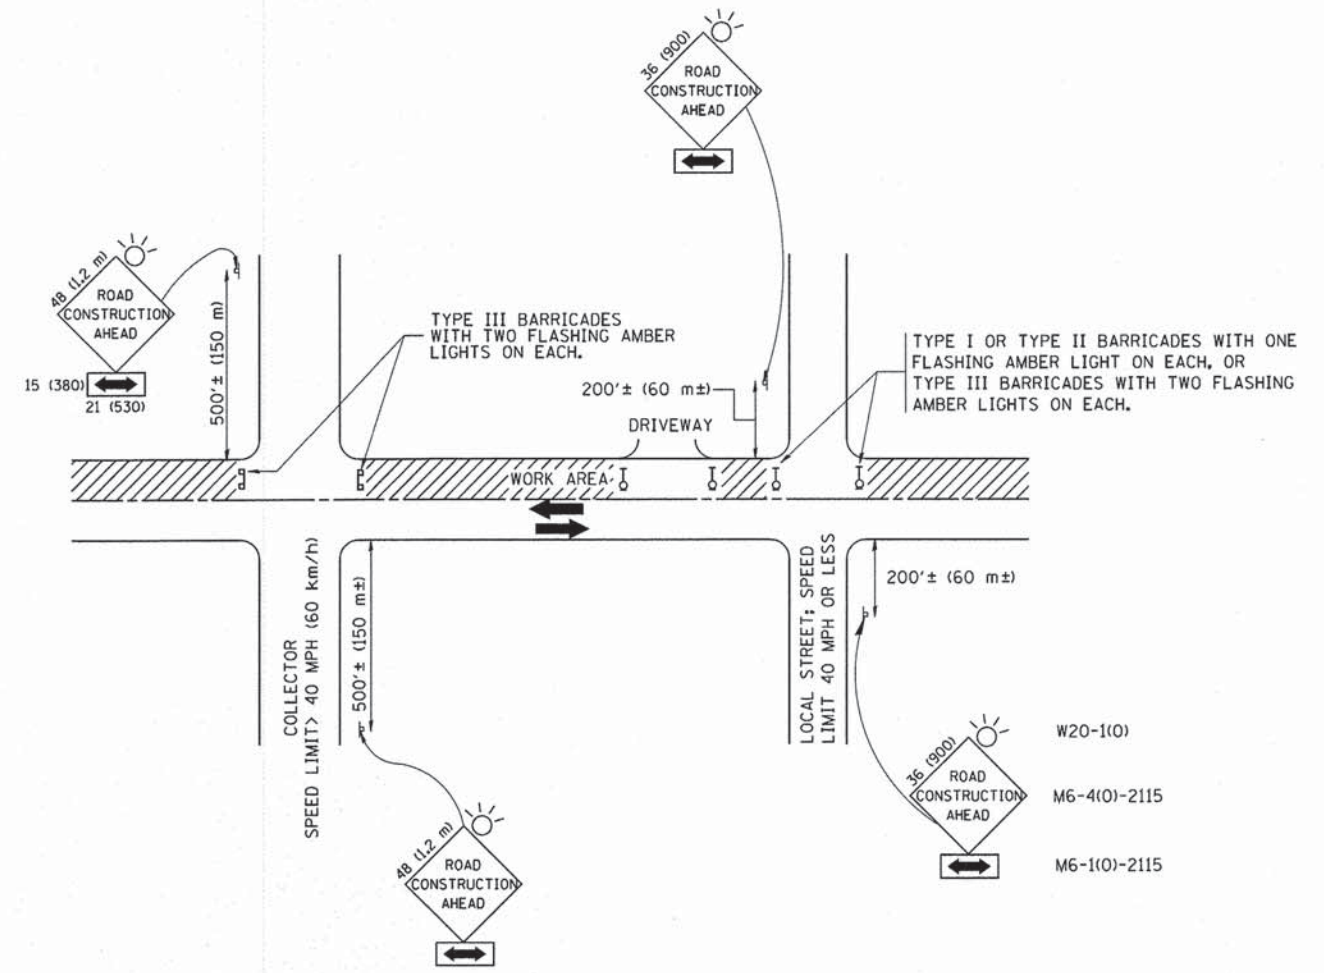 36 (900)
ROAD
CONSTRUCTION
AHEAD
48 (1.2 m)
ROAD
CONSTRUCTION
AHEAD
15 (380)
21 (530)
500'± (150 m)
TYPE III BARRICADES
WITH TWO FLASHING AMBER
LIGHTS ON EACH.
200'± (60 m±)
DRIVEWAY
TYPE I OR TYPE II BARRICADES WITH ONE
FLASHING AMBER LIGHT ON EACH, OR
TYPE III BARRICADES WITH TWO FLASHING
AMBER LIGHTS ON EACH.
WORK AREA
COLLECTOR
SPEED LIMIT> 40 MPH (60 km/h)
500'± (150 m±)
LOCAL STREET; SPEED
LIMIT 40 MPH OR LESS
200'± (60 m±)
48 (1.2 m)
ROAD
CONSTRUCTION
AHEAD
36 (900)
ROAD
CONSTRUCTION
AHEAD
W20-1(O)
M6-4(O)-2115
M6-1(O)-2115